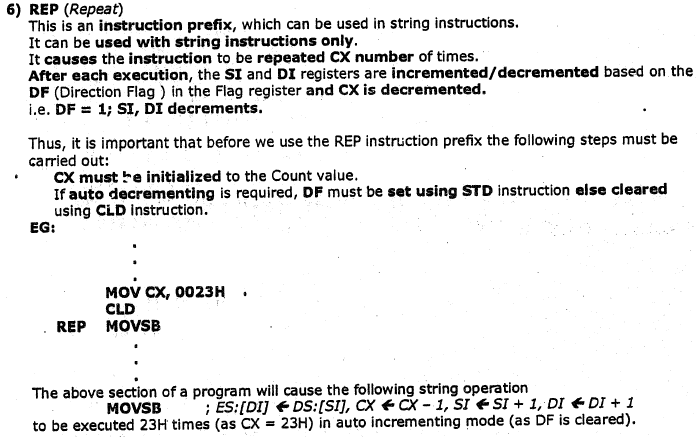 6) REP (Repeat)
This is an instruction prefix, which can be used in string instructions.
It can be used with string instructions only.
It causes the instruction to be repeated CX number of times.
After each execution, the SI and DI registers are incremented/decremented based on the
DF (Direction Flag ) in the Flag register and CX is decremented.
i.e. DF = 1; SI, DI decrements.
Thus, it is important that before we use the REP instruction prefix the following steps must be
carried out:
CX must be initialized to the Count value.
If auto decrementing is required, DF must be set using STD instruction else cleared
using CLD instruction.
EG:
.
.
.
MOV CX, 0023H
CLD
REP MOVSB
.
.
.
The above section of a program will cause the following string operation
MOVSB ; ES:[DI] ← DS:[SI], CX ← CX – 1, SI ← SI + 1, DI ← DI + 1
to be executed 23H times (as CX = 23H) in auto incrementing mode (as DF is cleared).